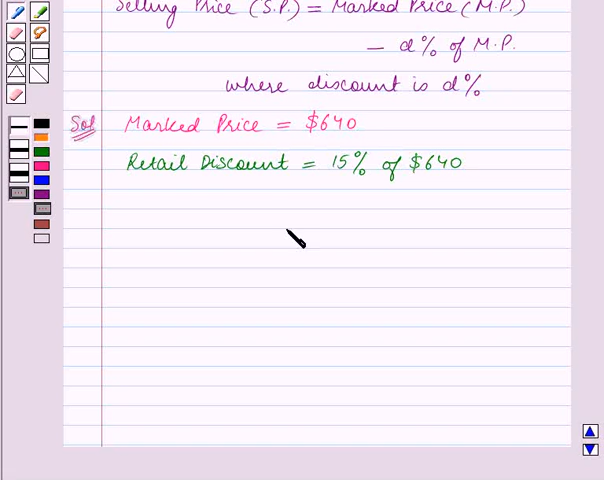 Selling Price (S.P.) = Marked Price (M.P.)
– d% of M.P.
where discount is d%
Sol Marked Price = $640
Retail Discount = 15% of $640